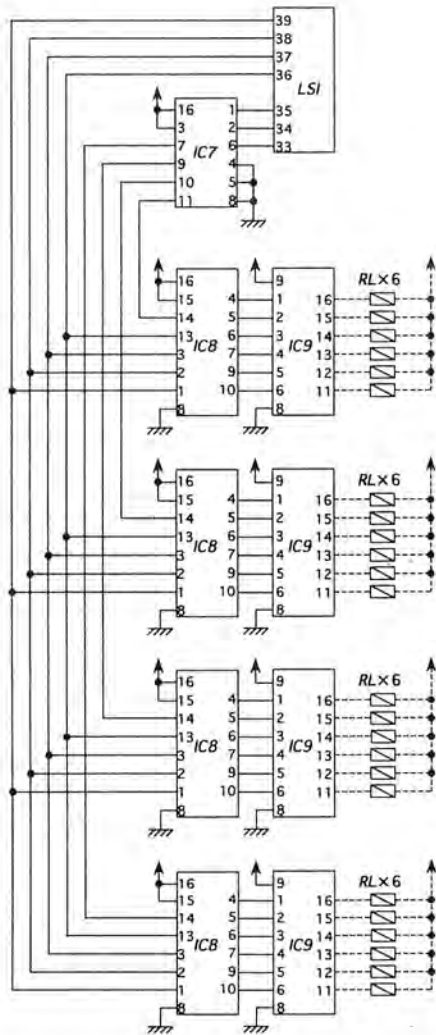 39
38
37
36
LSI
16 1 35
3 2 34
7 6 33
IC7
9 4
10 5
11 8
16 9 RL×6
15 4 1 16
14 5 2 15
13 6 3 14
IC8 IC9
3 7 4 13
2 9 5 12
1 10 6 11
8 8
16 9 RL×6
15 4 1 16
14 5 2 15
13 6 3 14
IC8 IC9
3 7 4 13
2 9 5 12
1 10 6 11
8 8
16 9 RL×6
15 4 1 16
14 5 2 15
13 6 3 14
IC8 IC9
3 7 4 13
2 9 5 12
1 10 6 11
8 8
16 9 RL×6
15 4 1 16
14 5 2 15
13 6 3 14
IC8 IC9
3 7 4 13
2 9 5 12
1 10 6 11
8 8